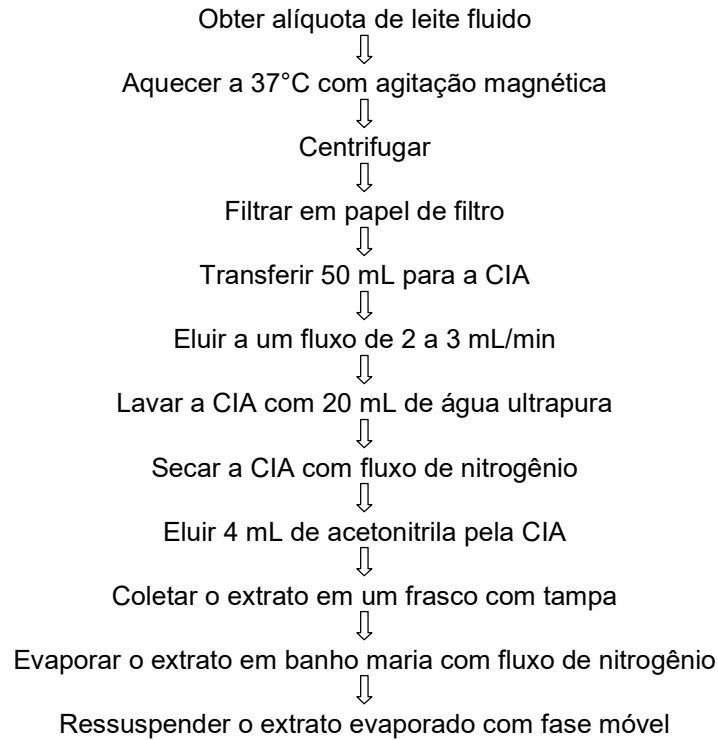 Obter alíquota de leite fluido
Aquecer a 37°C com agitação magnética
Centrifugar
Filtrar em papel de filtro
Transferir 50 mL para a CIA
Eluir a um fluxo de 2 a 3 mL/min
Lavar a CIA com 20 mL de água ultrapura
Secar a CIA com fluxo de nitrogênio
Eluir 4 mL de acetonitrila pela CIA
Coletar o extrato em um frasco com tampa
Evaporar o extrato em banho maria com fluxo de nitrogênio
Ressuspender o extrato evaporado com fase móvel